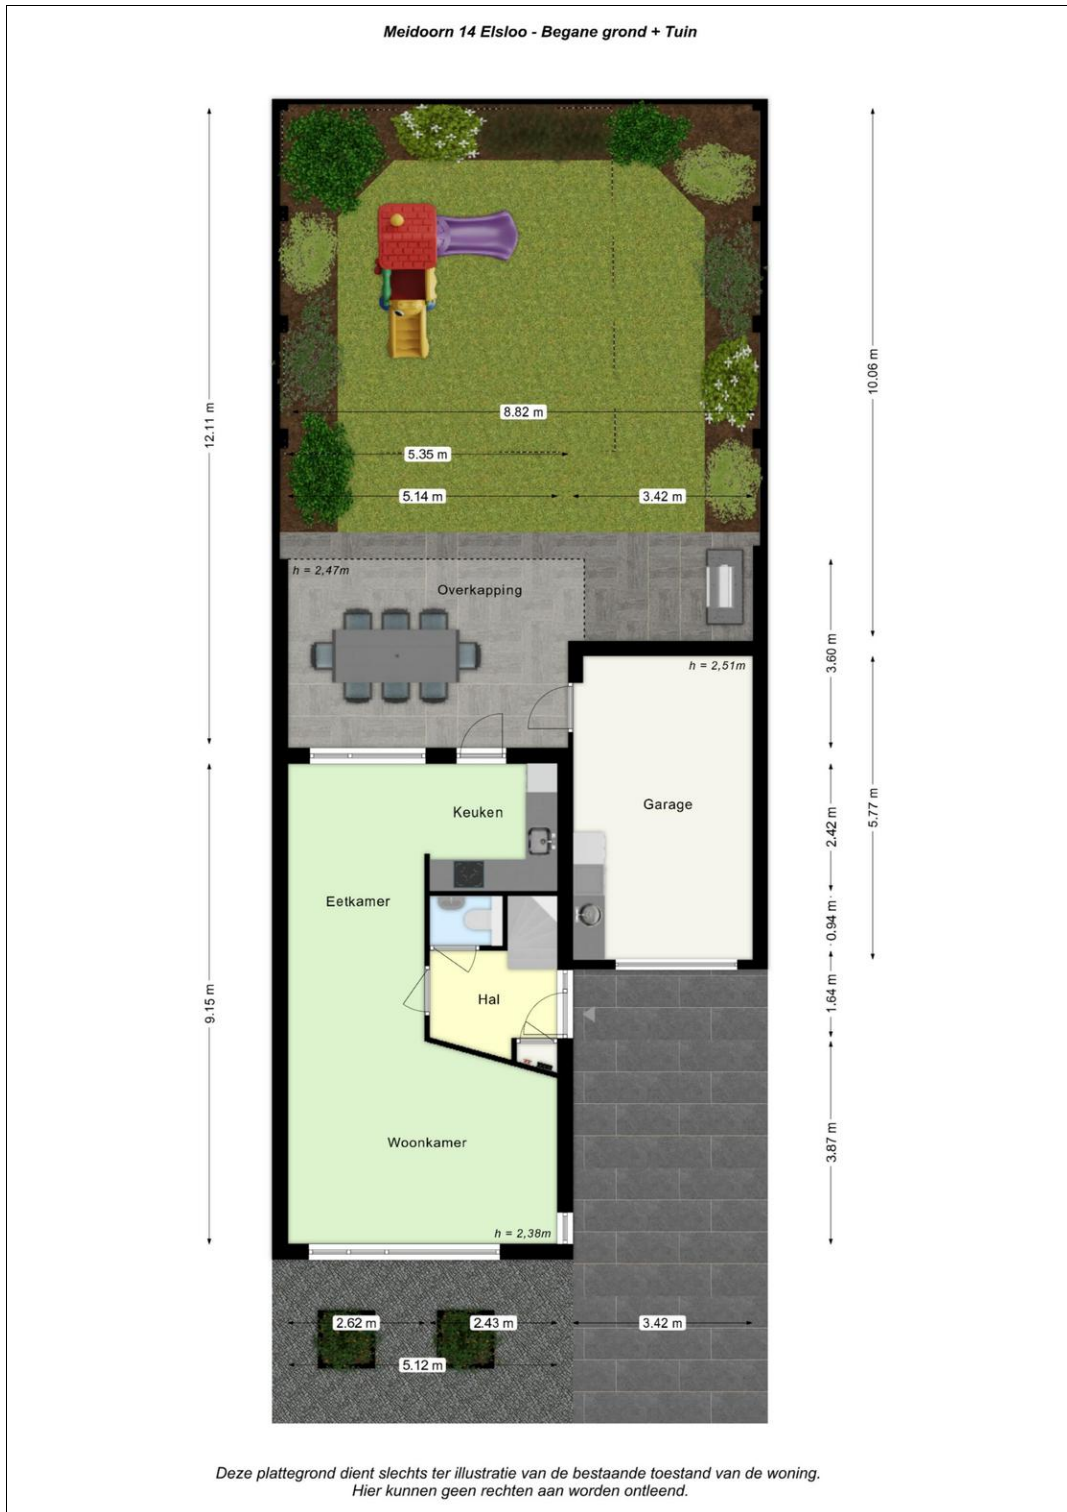 Meidoorn 14 Elsloo - Begane grond + Tuin
12.11 m
10.06 m
8.82 m
5.35 m
5.14 m
3.42 m
h = 2,47m
Overkapping
3.60 m
h = 2,51m
Garage
5.77 m
Keuken
2.42 m
Eetkamer
0.94 m
Hal
1.64 m
9.15 m
Woonkamer
3.87 m
h = 2,38m
2.62 m
2.43 m
3.42 m
5.12 m
Deze plattegrond dient slechts ter illustratie van de bestaande toestand van de woning.
Hier kunnen geen rechten aan worden ontleend.